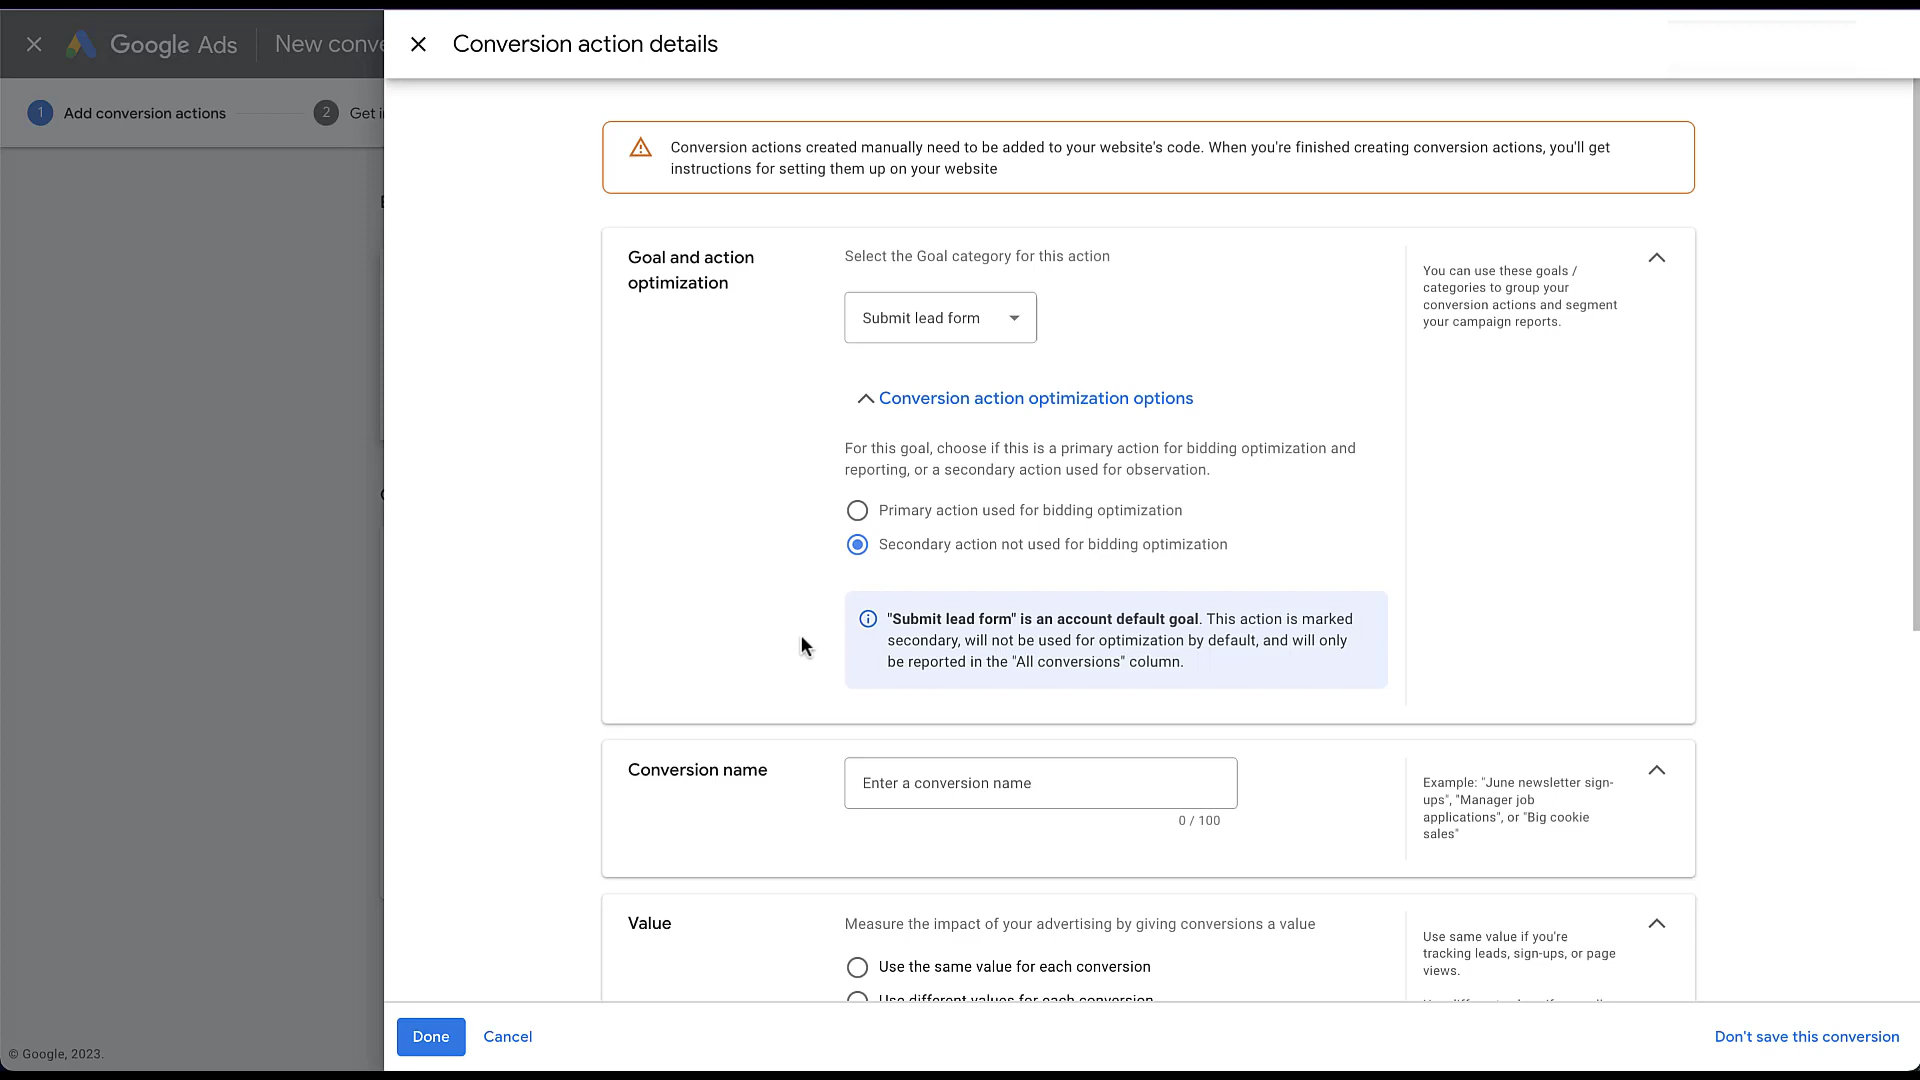 Google Ads
New conve
Conversion action details
1 Add conversion actions
2 Get i
Conversion actions created manually need to be added to your website's code. When you're finished creating conversion actions, you'll get
instructions for setting them up on your website
Goal and action
optimization
Select the Goal category for this action
Submit lead form
Conversion action optimization options
For this goal, choose if this is a primary action for bidding optimization and
reporting, or a secondary action used for observation.
Primary action used for bidding optimization
Secondary action not used for bidding optimization
"Submit lead form" is an account default goal. This action is marked
secondary, will not be used for optimization by default, and will only
be reported in the "All conversions" column.
You can use these goals /
categories to group your
conversion actions and segment
your campaign reports.
Conversion name
Enter a conversion name
0 / 100
Example: "June newsletter sign-
ups", "Manager job
applications", or "Big cookie
sales"
Value
Measure the impact of your advertising by giving conversions a value
Use the same value for each conversion
Use different values for each conversion
Use same value if you're
tracking leads, sign-ups, or page
views.
Done
Cancel
Don't save this conversion
© Google, 2023.